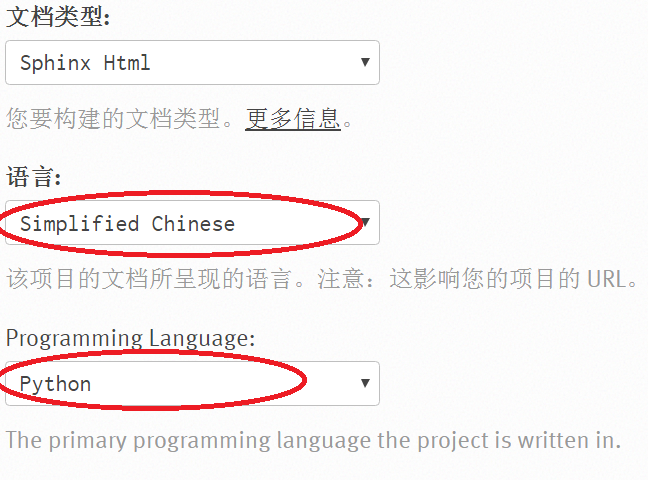 文档类型:
Sphinx Html
您要构建的文档类型。更多信息。
语言:
Simplified Chinese
该项目的文档所呈现的语言。注意：这影响您的项目的 URL。
Programming Language:
Python
The primary programming language the project is written in.